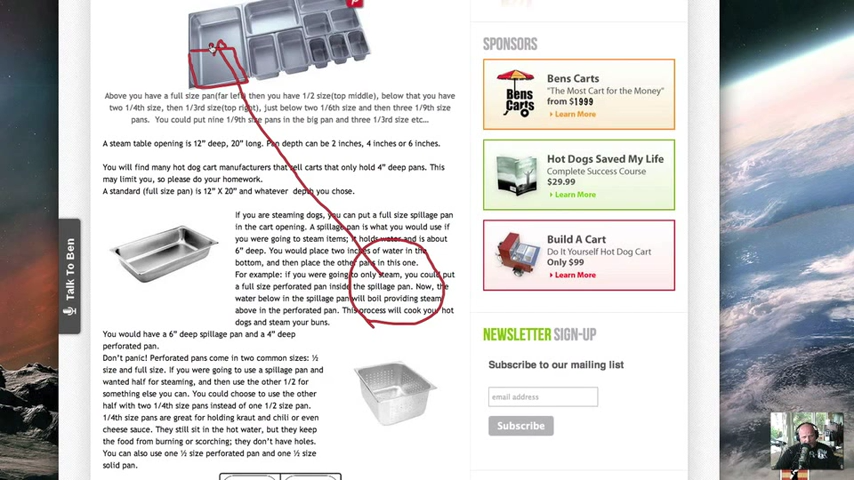 Above you have a full size pan(far left) then you have 1/2 size(top middle), below that you have
two 1/4th size, then 1/3rd size(top right), just below two 1/6th size and then three 1/9th size
pans. You could put nine 1/9th size pans in the big pan and three 1/3rd size etc...
A steam table opening is 12” deep, 20” long. Pan depth can be 2 inches, 4 inches or 6 inches.
You will find many hot dog cart manufacturers that sell carts that only hold 4” deep pans. This
may limit you, so please do your homework.
A standard (full size pan) is 12” X 20” and whatever depth you chose.
If you are steaming dogs, you can put a full size spillage pan
in the cart opening. A spillage pan is what you would use if
you were going to steam items; it holds water and is about
6” deep. You would place two inches of water in the
bottom, and then place the other pans in this one.
For example: if you were going to only steam, you could put
a full size perforated pan inside the spillage pan. Now, the
water below in the spillage pan will boil providing steam
above in the perforated pan. This process will cook your hot
dogs and steam your buns.
You would have a 6” deep spillage pan and a 4” deep
perforated pan.
Don’t panic! Perforated pans come in two common sizes: ½
size and full size. If you were going to use a spillage pan and
wanted half for steaming, and then use the other 1/2 for
something else you can. You could choose to use the other
half with two 1/4th size pans instead of one 1/2 size pan.
1/4th size pans are great for holding kraut and chili or even
cheese sauce. They still sit in the hot water, but they keep
the food from burning or scorching; they don’t have holes.
You can also use one ½ size perforated pan and one ½ size
solid pan.
SPONSORS
Bens Carts
Bens Carts
"The Most Cart for the Money"
from $1999
Learn More
Hot Dogs Saved My Life
Complete Success Course
$29.99
Learn More
Build A Cart
Do It Yourself Hot Dog Cart
Only $99
Learn More
NEWSLETTER SIGN-UP
Subscribe to our mailing list
email address
Subscribe
Talk To Ben